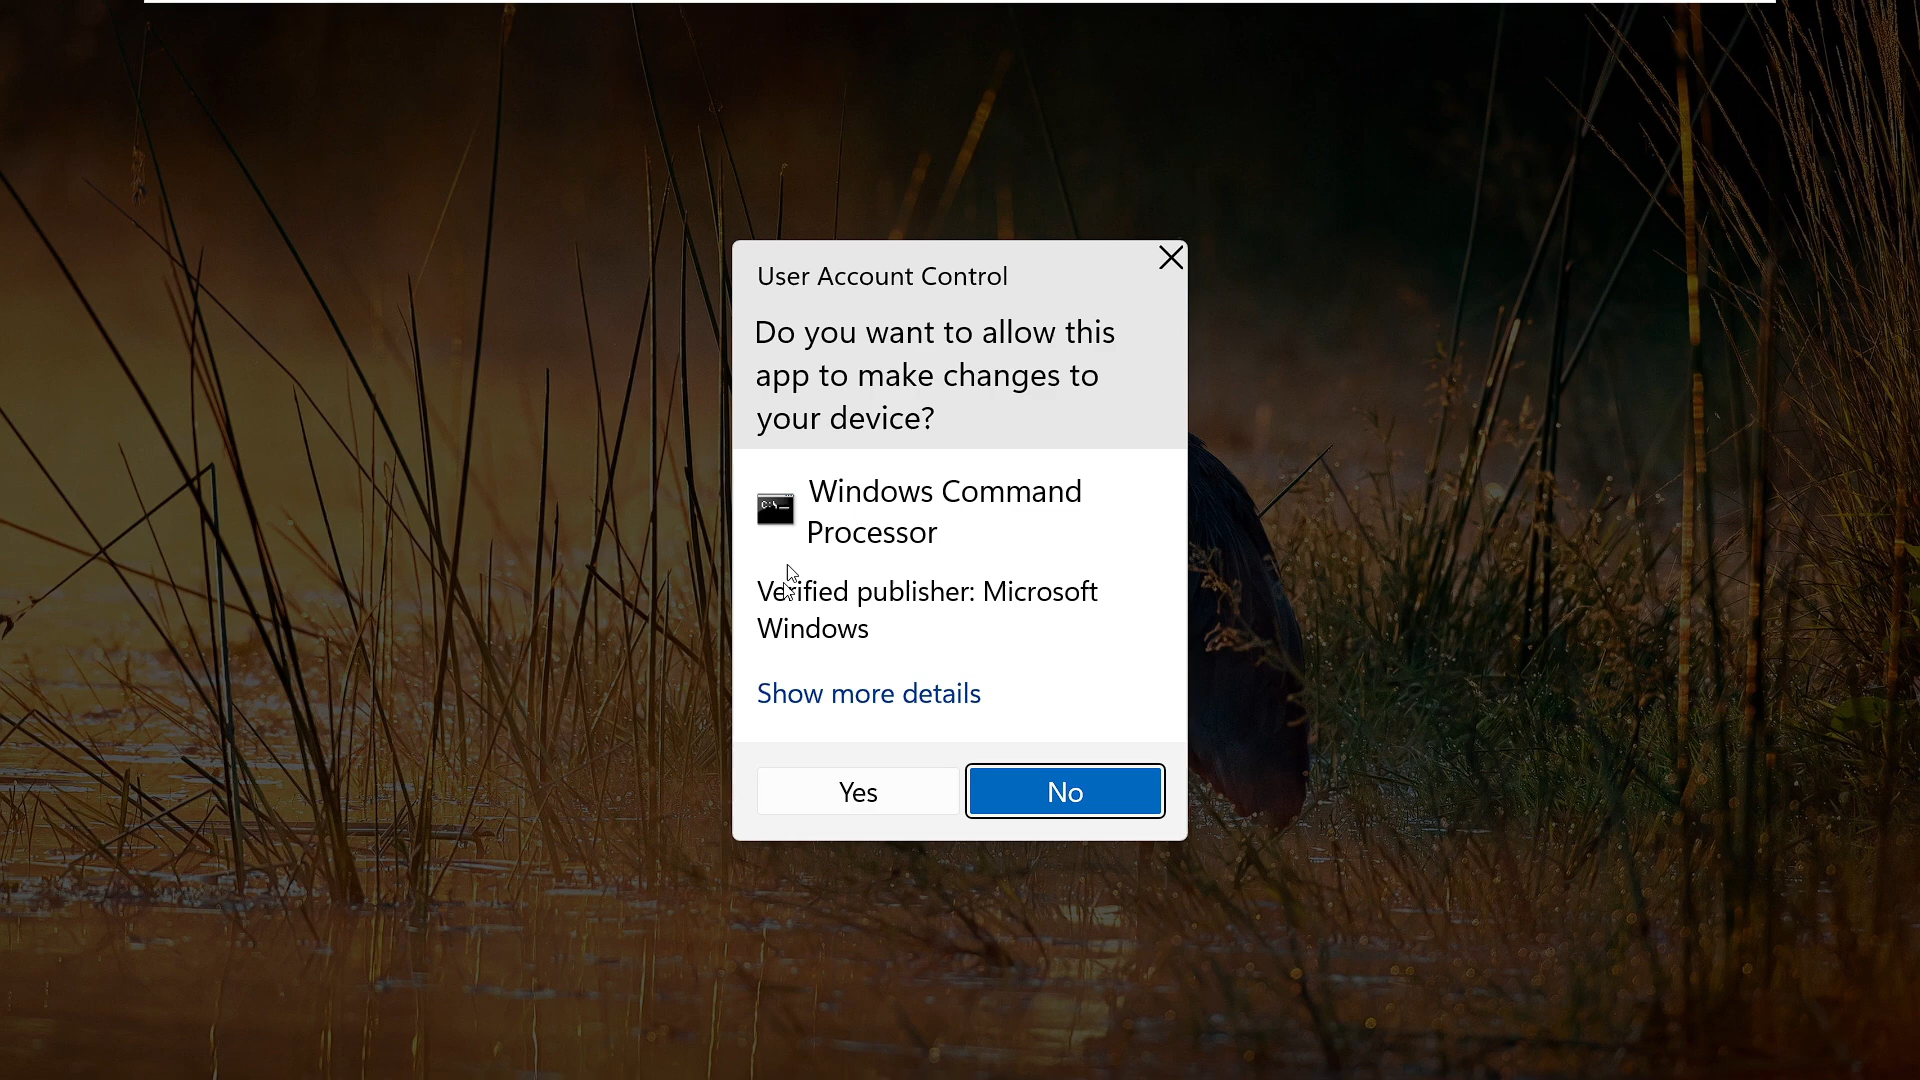 User Account Control
Do you want to allow this
app to make changes to
your device?
Windows Command
Processor
Verified publisher: Microsoft
Windows
Show more details
Yes
No